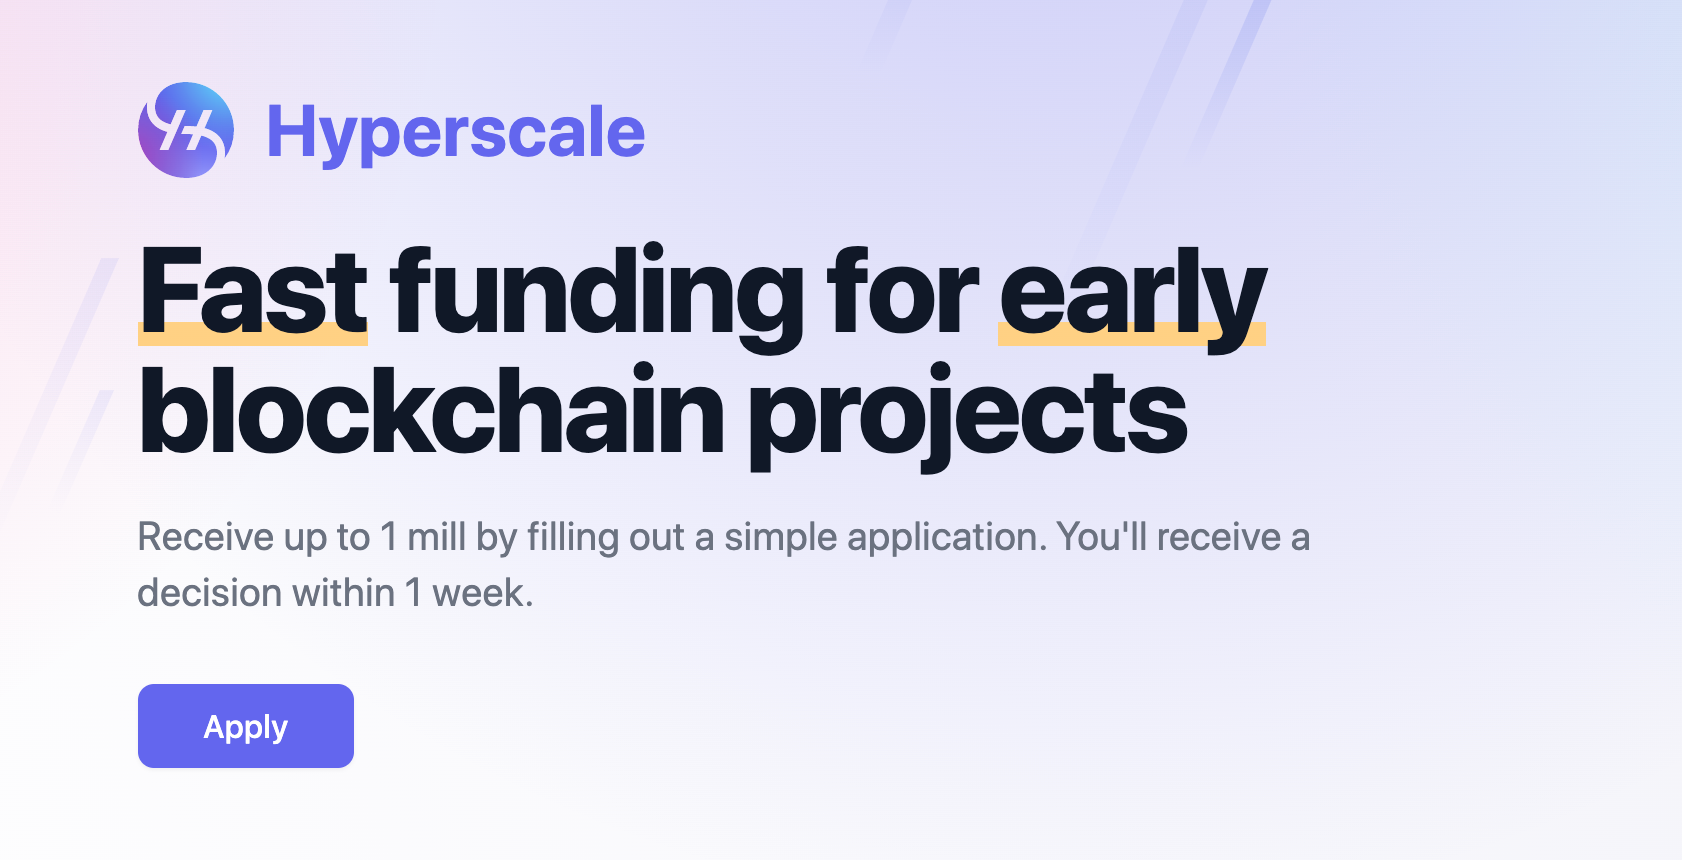 Hyperscale
Fast funding for early
blockchain projects
Receive up to 1 mill by filling out a simple application. You'll receive a
decision within 1 week.
Apply